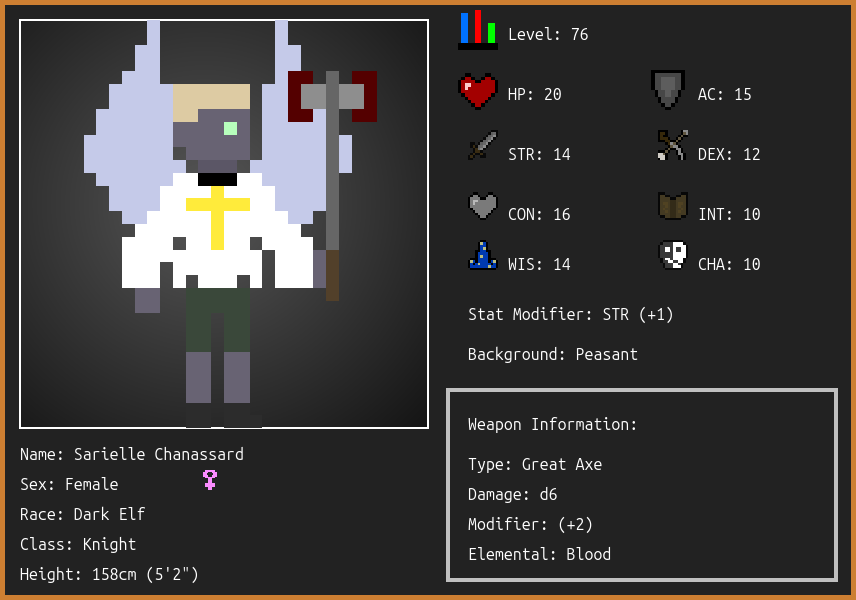 Level: 76
HP: 20
AC: 15
STR: 14
DEX: 12
CON: 16
INT: 10
WIS: 14
CHA: 10
Stat Modifier: STR (+1)
Background: Peasant
Weapon Information:
Type: Great Axe
Damage: d6
Modifier: (+2)
Elemental: Blood
Name: Sarielle Chanassard
Sex: Female
Race: Dark Elf
Class: Knight
Height: 158cm (5'2")